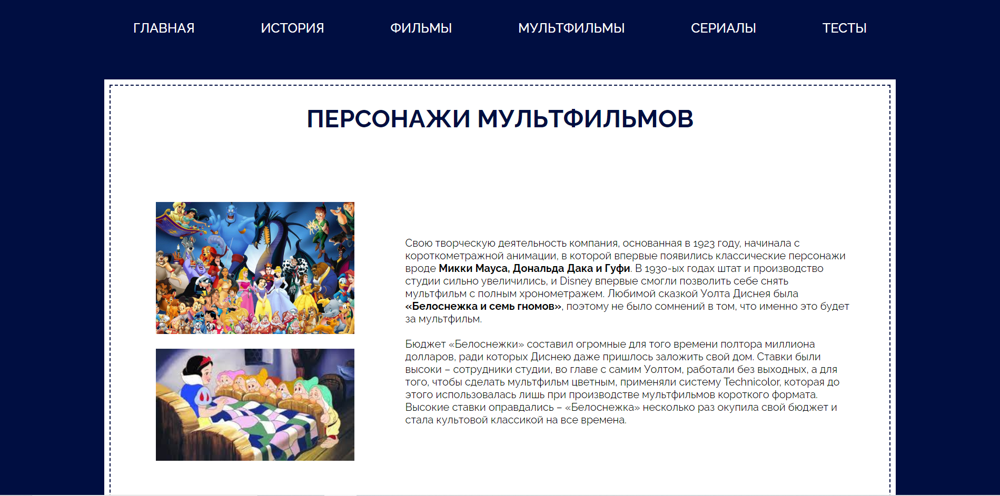 ГЛАВНАЯ ИСТОРИЯ ФИЛЬМЫ МУЛЬТФИЛЬМЫ СЕРИАЛЫ ТЕСТЫ
ПЕРСОНАЖИ МУЛЬТФИЛЬМОВ
Свою творческую деятельность компания, основанная в 1923 году, начинала с
короткометражной анимации, в которой впервые появились классические персонажи
вроде Микки Мауса, Дональда Дака и Гуфи. В 1930-ых годах штат и производство
студии сильно увеличились, и Disney впервые смогли позволить себе снять
мультфильм с полным хронометражем. Любимой сказкой Уолта Диснея была
«Белоснежка и семь гномов», поэтому не было сомнений в том, что именно это будет
за мультфильм.
Бюджет «Белоснежки» составил огромные для того времени полтора миллиона
долларов, ради которых Диснею даже пришлось заложить свой дом. Ставки были
высоки – сотрудники студии, во главе с самим Уолтом, работали без выходных, а для
того, чтобы сделать мультфильм цветным, применяли систему Technicolor, которая до
этого использовалась лишь при производстве мультфильмов короткого формата.
Высокие ставки оправдались – «Белоснежка» несколько раз окупила свой бюджет и
стала культовой классикой на все времена.